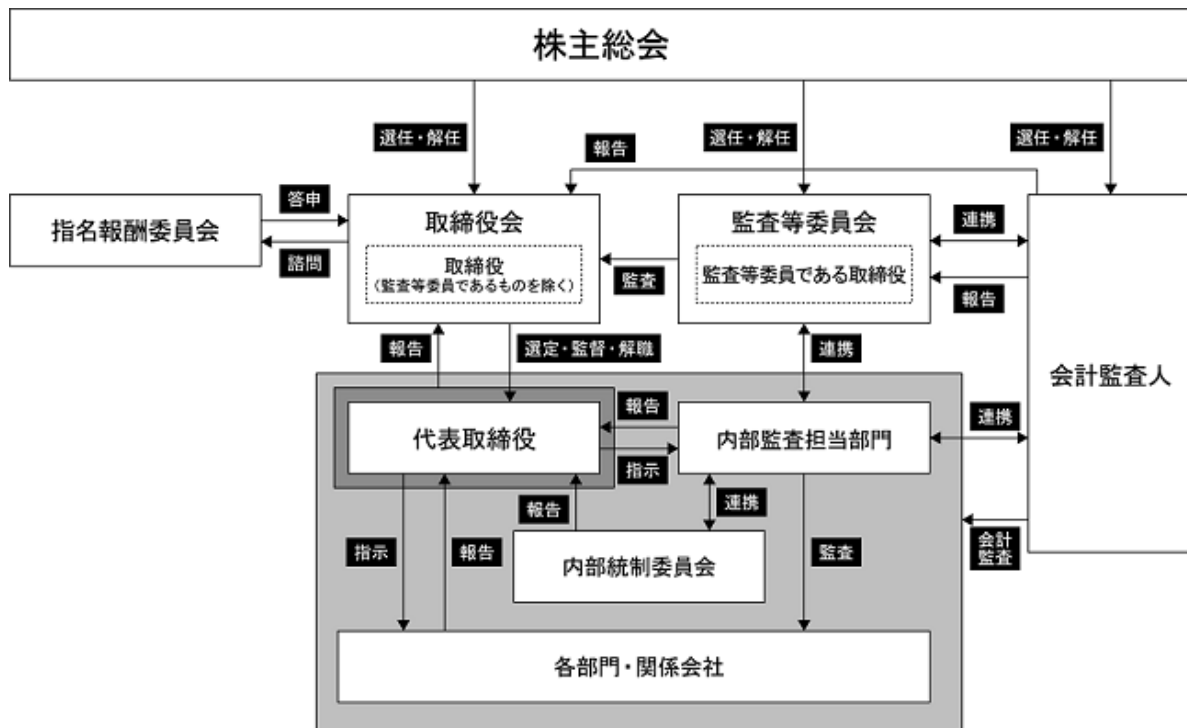 株主総会
選任・解任
選任・解任
選任・解任
報告
答申
指名報酬委員会
諮問
取締役会
取締役
（監査等委員であるものを除く）
監査
監査等委員会
監査等委員である取締役
連携
報告
会計監査人
報告
選定・監督・解職
連携
代表取締役
報告
指示
内部監査担当部門
連携
報告
連携
指示
報告
内部統制委員会
監査
会計
監査
各部門・関係会社